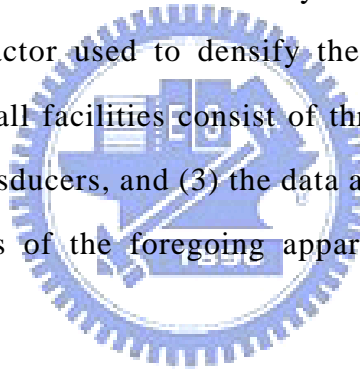 actor used to densify the
all facilities consist of thr
sducers, and (3) the data a
s of the foregoing appar
1896